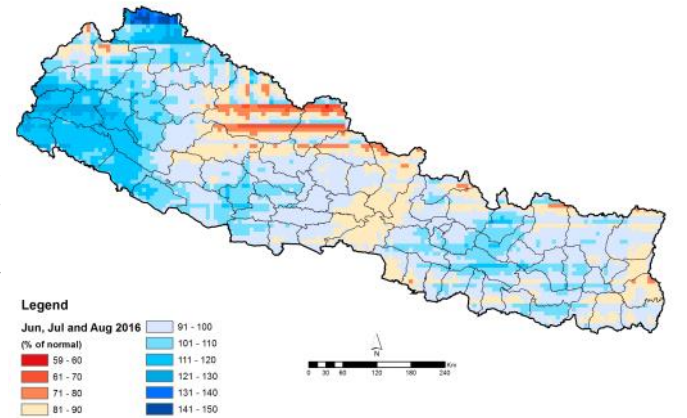 N
0 30 60 120 180 240 Km
Legend
Jun, Jul and Aug 2016
(% of normal)
59 - 60
61 - 70
71 - 80
81 - 90
91 - 100
101 - 110
111 - 120
121 - 130
131 - 140
141 - 150